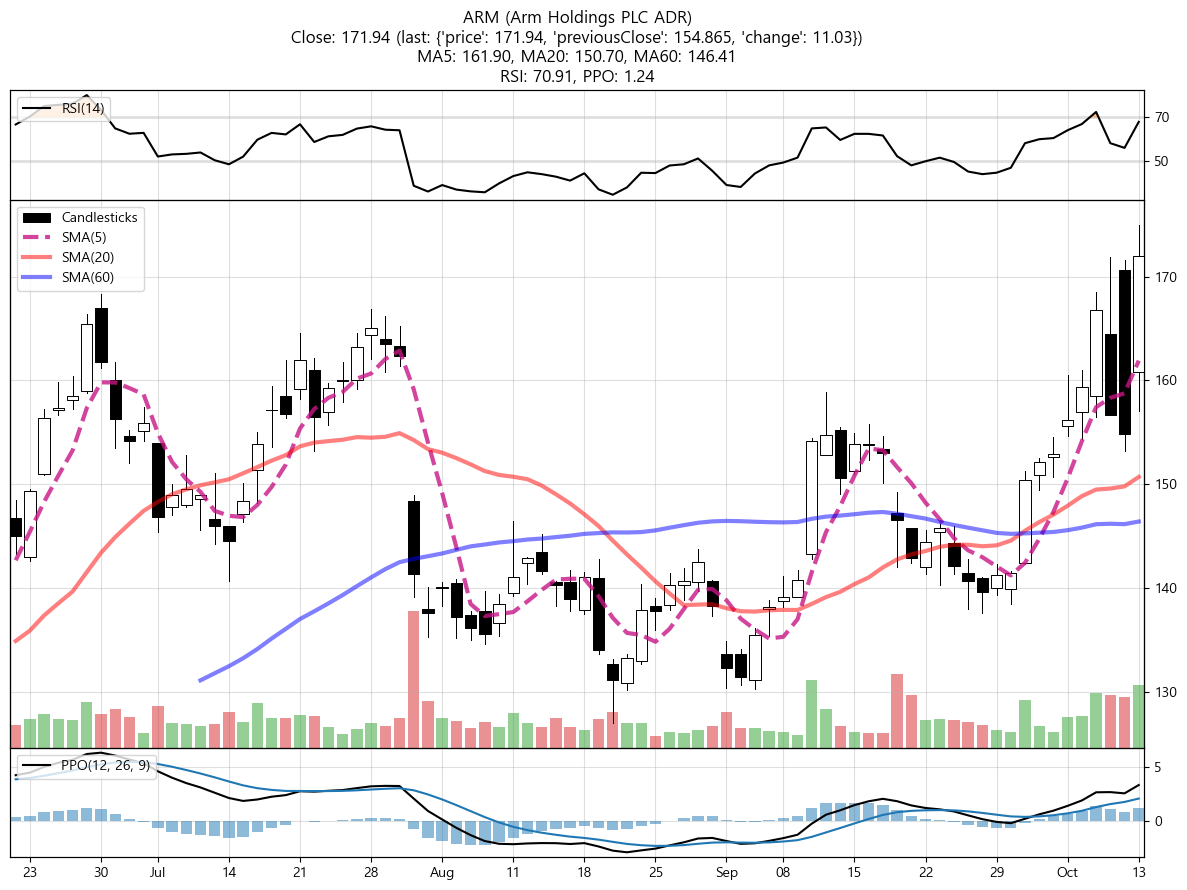 ARM (Arm Holdings PLC ADR)
Close: 171.94 (last: {'price': 171.94, 'previousClose': 154.865, 'change': 11.03})
MA5: 161.90, MA20: 150.70, MA60: 146.41
RSI: 70.91, PPO: 1.24
RSI(14)
70
50
Candlesticks
SMA(5)
SMA(20)
SMA(60)
170
160
150
140
130
PPO(12, 26, 9)
5
0
23 30 Jul 14 21 28 Aug 11 18 25 Sep 08 15 22 29 Oct 13